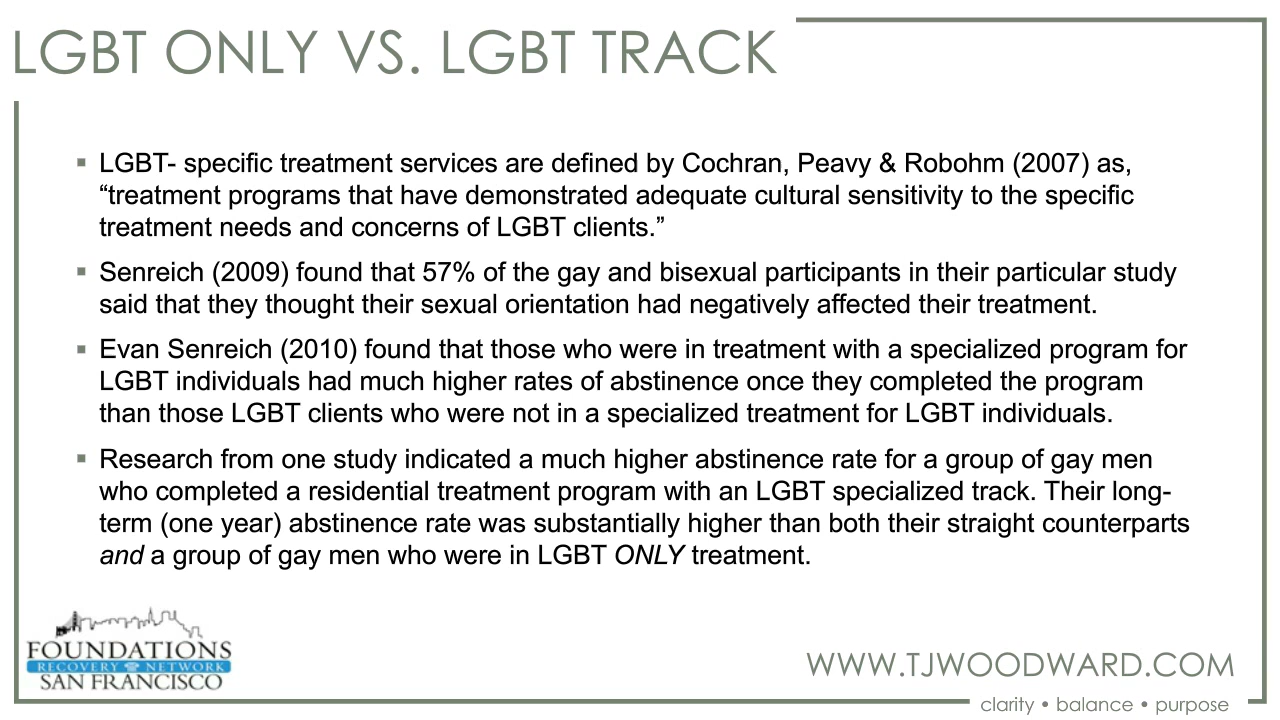 LGBT ONLY VS. LGBT TRACK
▪ LGBT- specific treatment services are defined by Cochran, Peavy & Robohm (2007) as,
“treatment programs that have demonstrated adequate cultural sensitivity to the specific
treatment needs and concerns of LGBT clients.”
▪ Senreich (2009) found that 57% of the gay and bisexual participants in their particular study
said that they thought their sexual orientation had negatively affected their treatment.
▪ Evan Senreich (2010) found that those who were in treatment with a specialized program for
LGBT individuals had much higher rates of abstinence once they completed the program
than those LGBT clients who were not in a specialized treatment for LGBT individuals.
▪ Research from one study indicated a much higher abstinence rate for a group of gay men
who completed a residential treatment program with an LGBT specialized track. Their long-
term (one year) abstinence rate was substantially higher than both their straight counterparts
and a group of gay men who were in LGBT ONLY treatment.
FOUNDATIONS
RECOVERY NETWORK
SAN FRANCISCO
WWW.TJWOODWARD.COM
clarity • balance • purpose